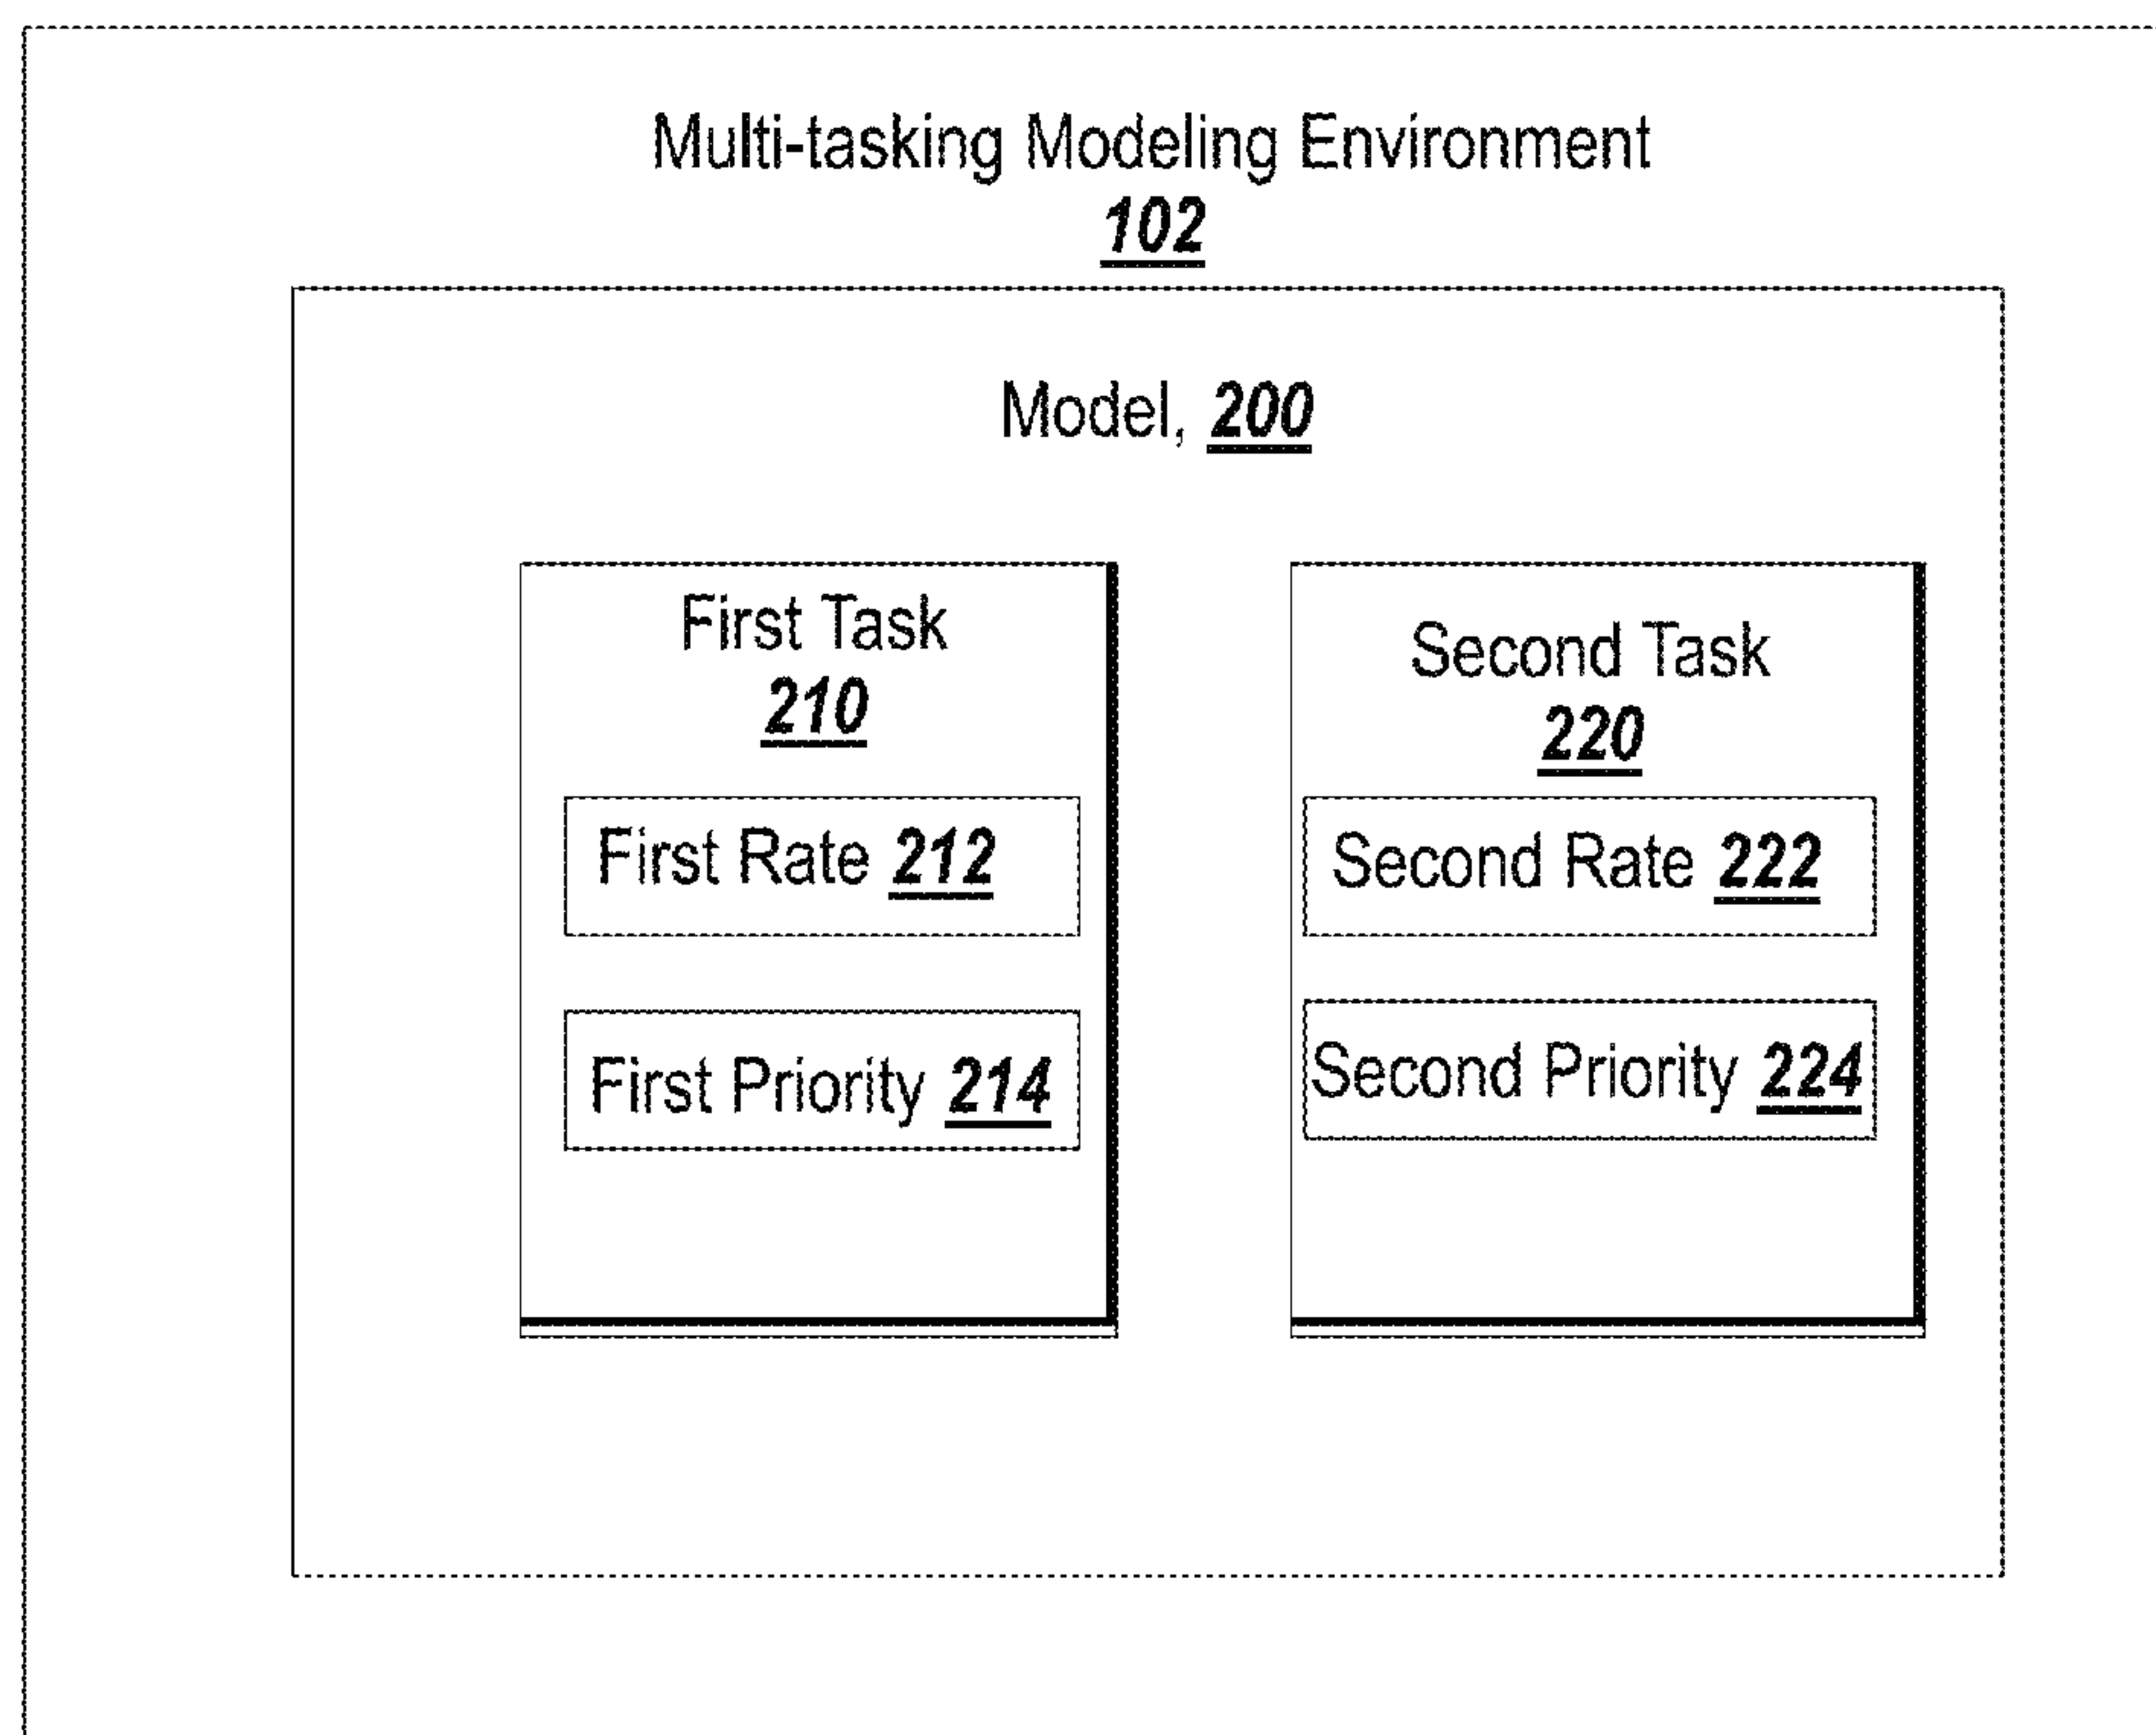 Multi-tasking Modeling Environment
102
Model, 200
First Task
210
First Rate 212
First Priority 214
Second Task
220
Second Rate 222
Second Priority 224